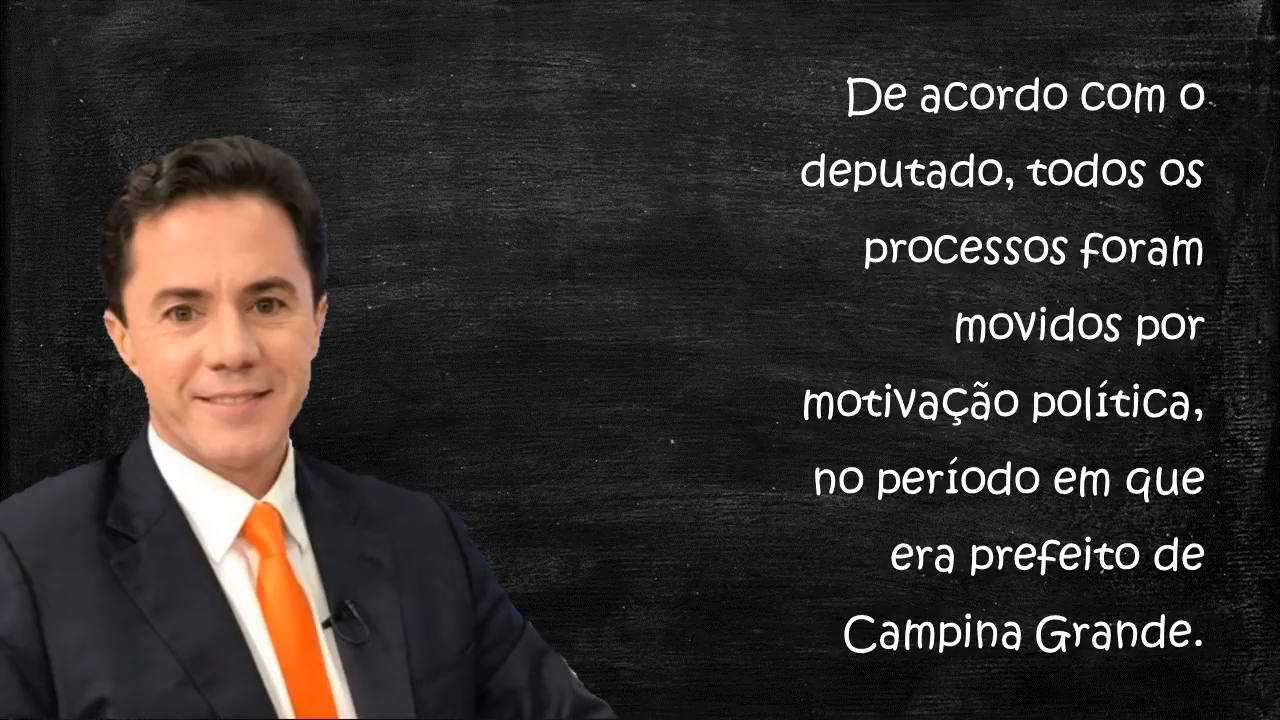 De acordo com o
deputado, todos os
processos foram
movidos por
motivação política,
no período em que
era prefeito de
Campina Grande.